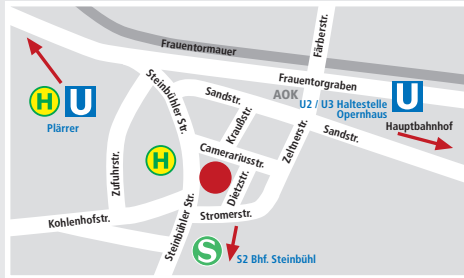 Frauentormauer
Färberstr.
Frauentorgraben
Steinbühler Str.
Sandstr.
AOK
U
H
U
U2 / U3 Haltestelle
Opernhaus
Plärrer
Kraußstr.
Hauptbahnhof
Sandstr.
Zeltnerstr.
Camerariusstr.
H
Zufuhrstr.
Dietzstr.
Kohlenhofstr.
Stromerstr.
Steinbühler Str.
S
S2 Bhf. Steinbühl